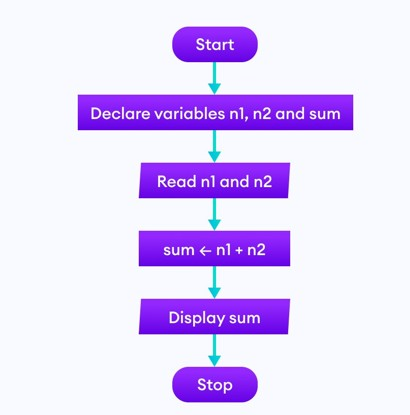 Start
Declare variables n1, n2 and sum
Read n1 and n2
sum ← n1 + n2
Display sum
Stop